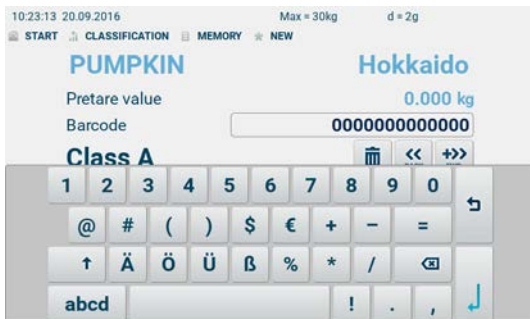 10:23:13 20.09.2016 Max = 30kg d = 2g
START CLASSIFICATION MEMORY NEW
PUMPKIN Hokkaido
Pretare value 0.000 kg
Barcode 0000000000000
Class A << +>>
1 2 3 4 5 6 7 8 9 0
@ # ( ) $ € + − =
Ä Ö Ü ß % * /
abcd ! . ,